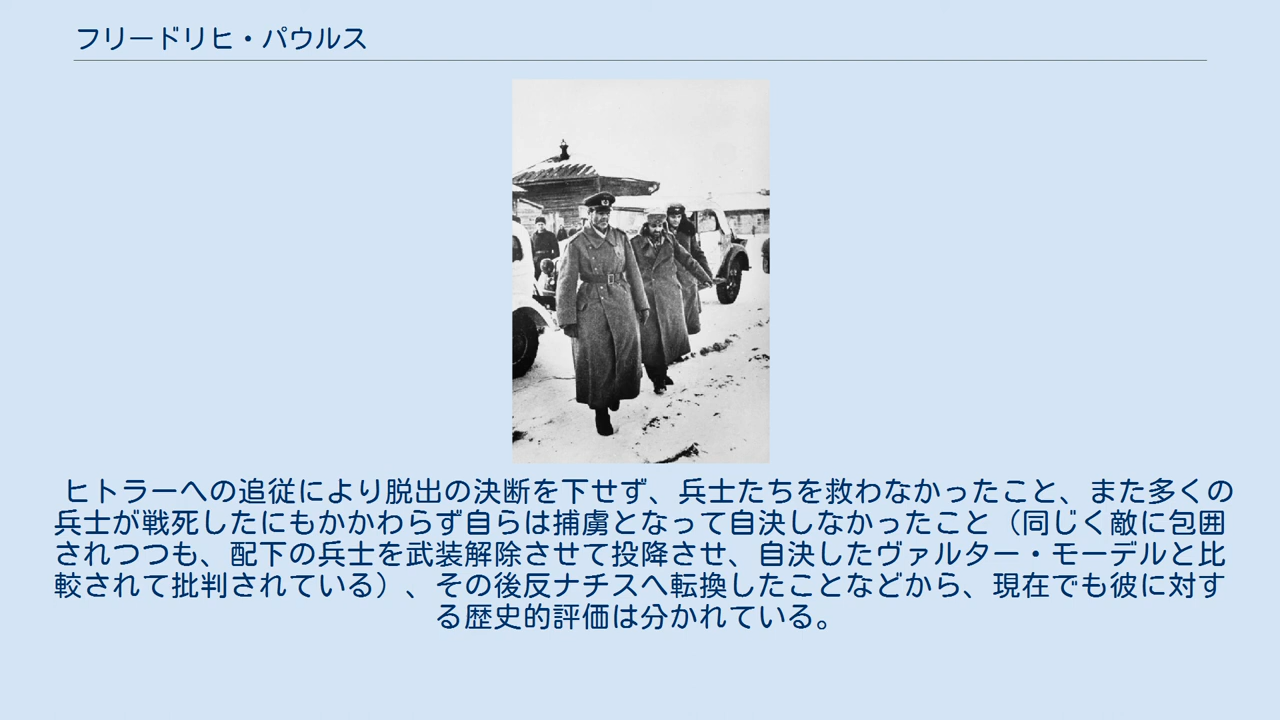 フリードリヒ・パウルス
ヒトラーへの追従により脱出の決断を下せず、兵士たちを救わなかったこと、また多くの
兵士が戦死したにもかかわらず自らは捕虜となって自決しなかったこと（同じく敵に包囲
されつつも、配下の兵士を武装解除させて投降させ、自決したヴァルター・モーデルと比
較されて批判されている）、その後反ナチスへ転換したことなどから、現在でも彼に対す
る歴史的評価は分かれている。